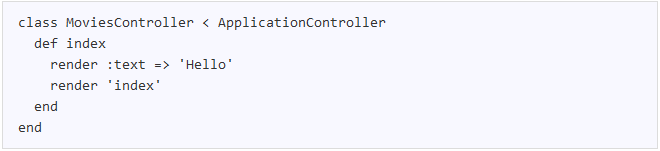 class MoviesController < ApplicationController
  def index
    render :text => 'Hello'
    render 'index'
  end
end